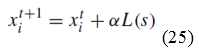 x_i^{t+1} = x_i^t + αL(s)
(25)